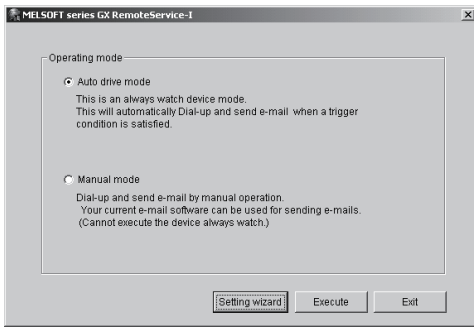 MELSOFT series GX RemoteService-I
Operating mode
Auto drive mode
This is an always watch device mode.
This will automatically Dial-up and send e-mail when a trigger
condition is satisfied.
Manual mode
Dial-up and send e-mail by manual operation.
Your current e-mail software can be used for sending e-mails.
(Cannot execute the device always watch.)
Setting wizard Execute Exit